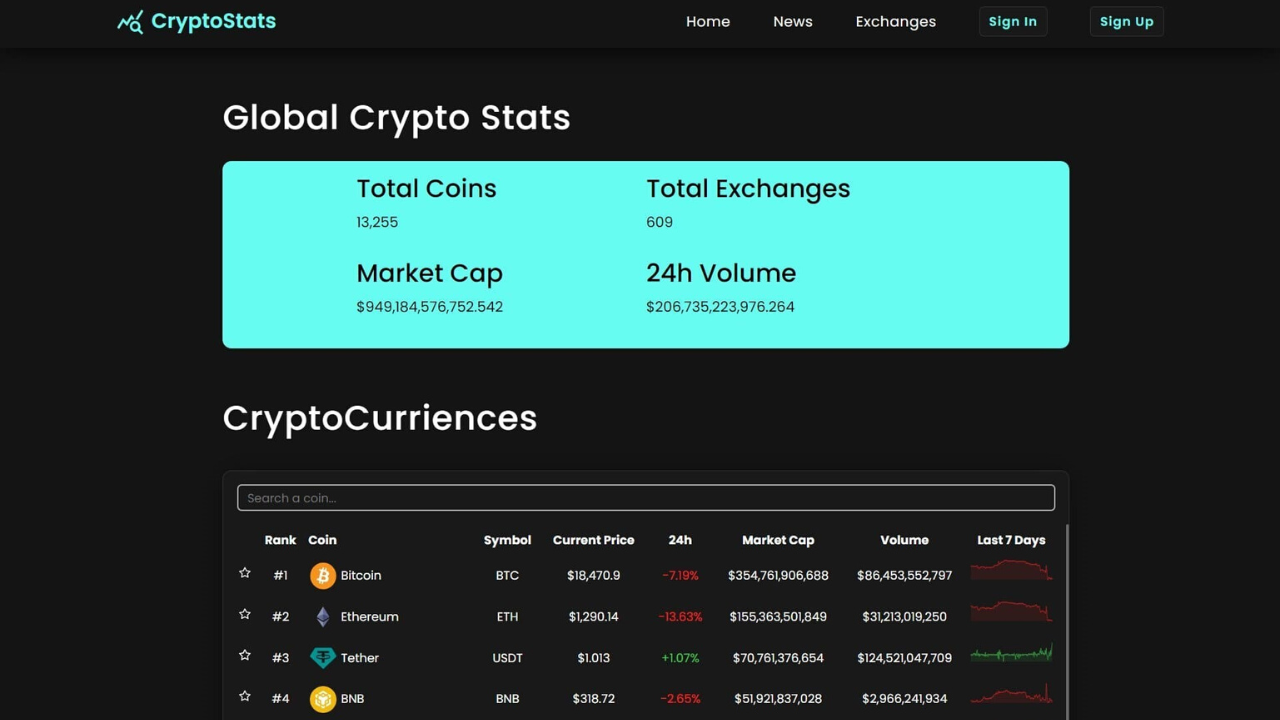 CryptoStats Home News Exchanges Sign In Sign Up
Global Crypto Stats
Total Coins Total Exchanges
13,255 609
Market Cap 24h Volume
$949,184,576,752.542 $206,735,223,976.264
CryptoCurriences
Search a coin...
Rank Coin Symbol Current Price 24h Market Cap Volume Last 7 Days
#1 Bitcoin BTC $18,470.9 -7.19% $354,761,906,688 $86,453,552,797
#2 Ethereum ETH $1,290.14 -13.63% $155,363,501,849 $31,213,019,250
#3 Tether USDT $1.013 +1.07% $70,761,376,654 $124,521,047,709
#4 BNB BNB $318.72 -2.65% $51,921,837,028 $2,966,241,934